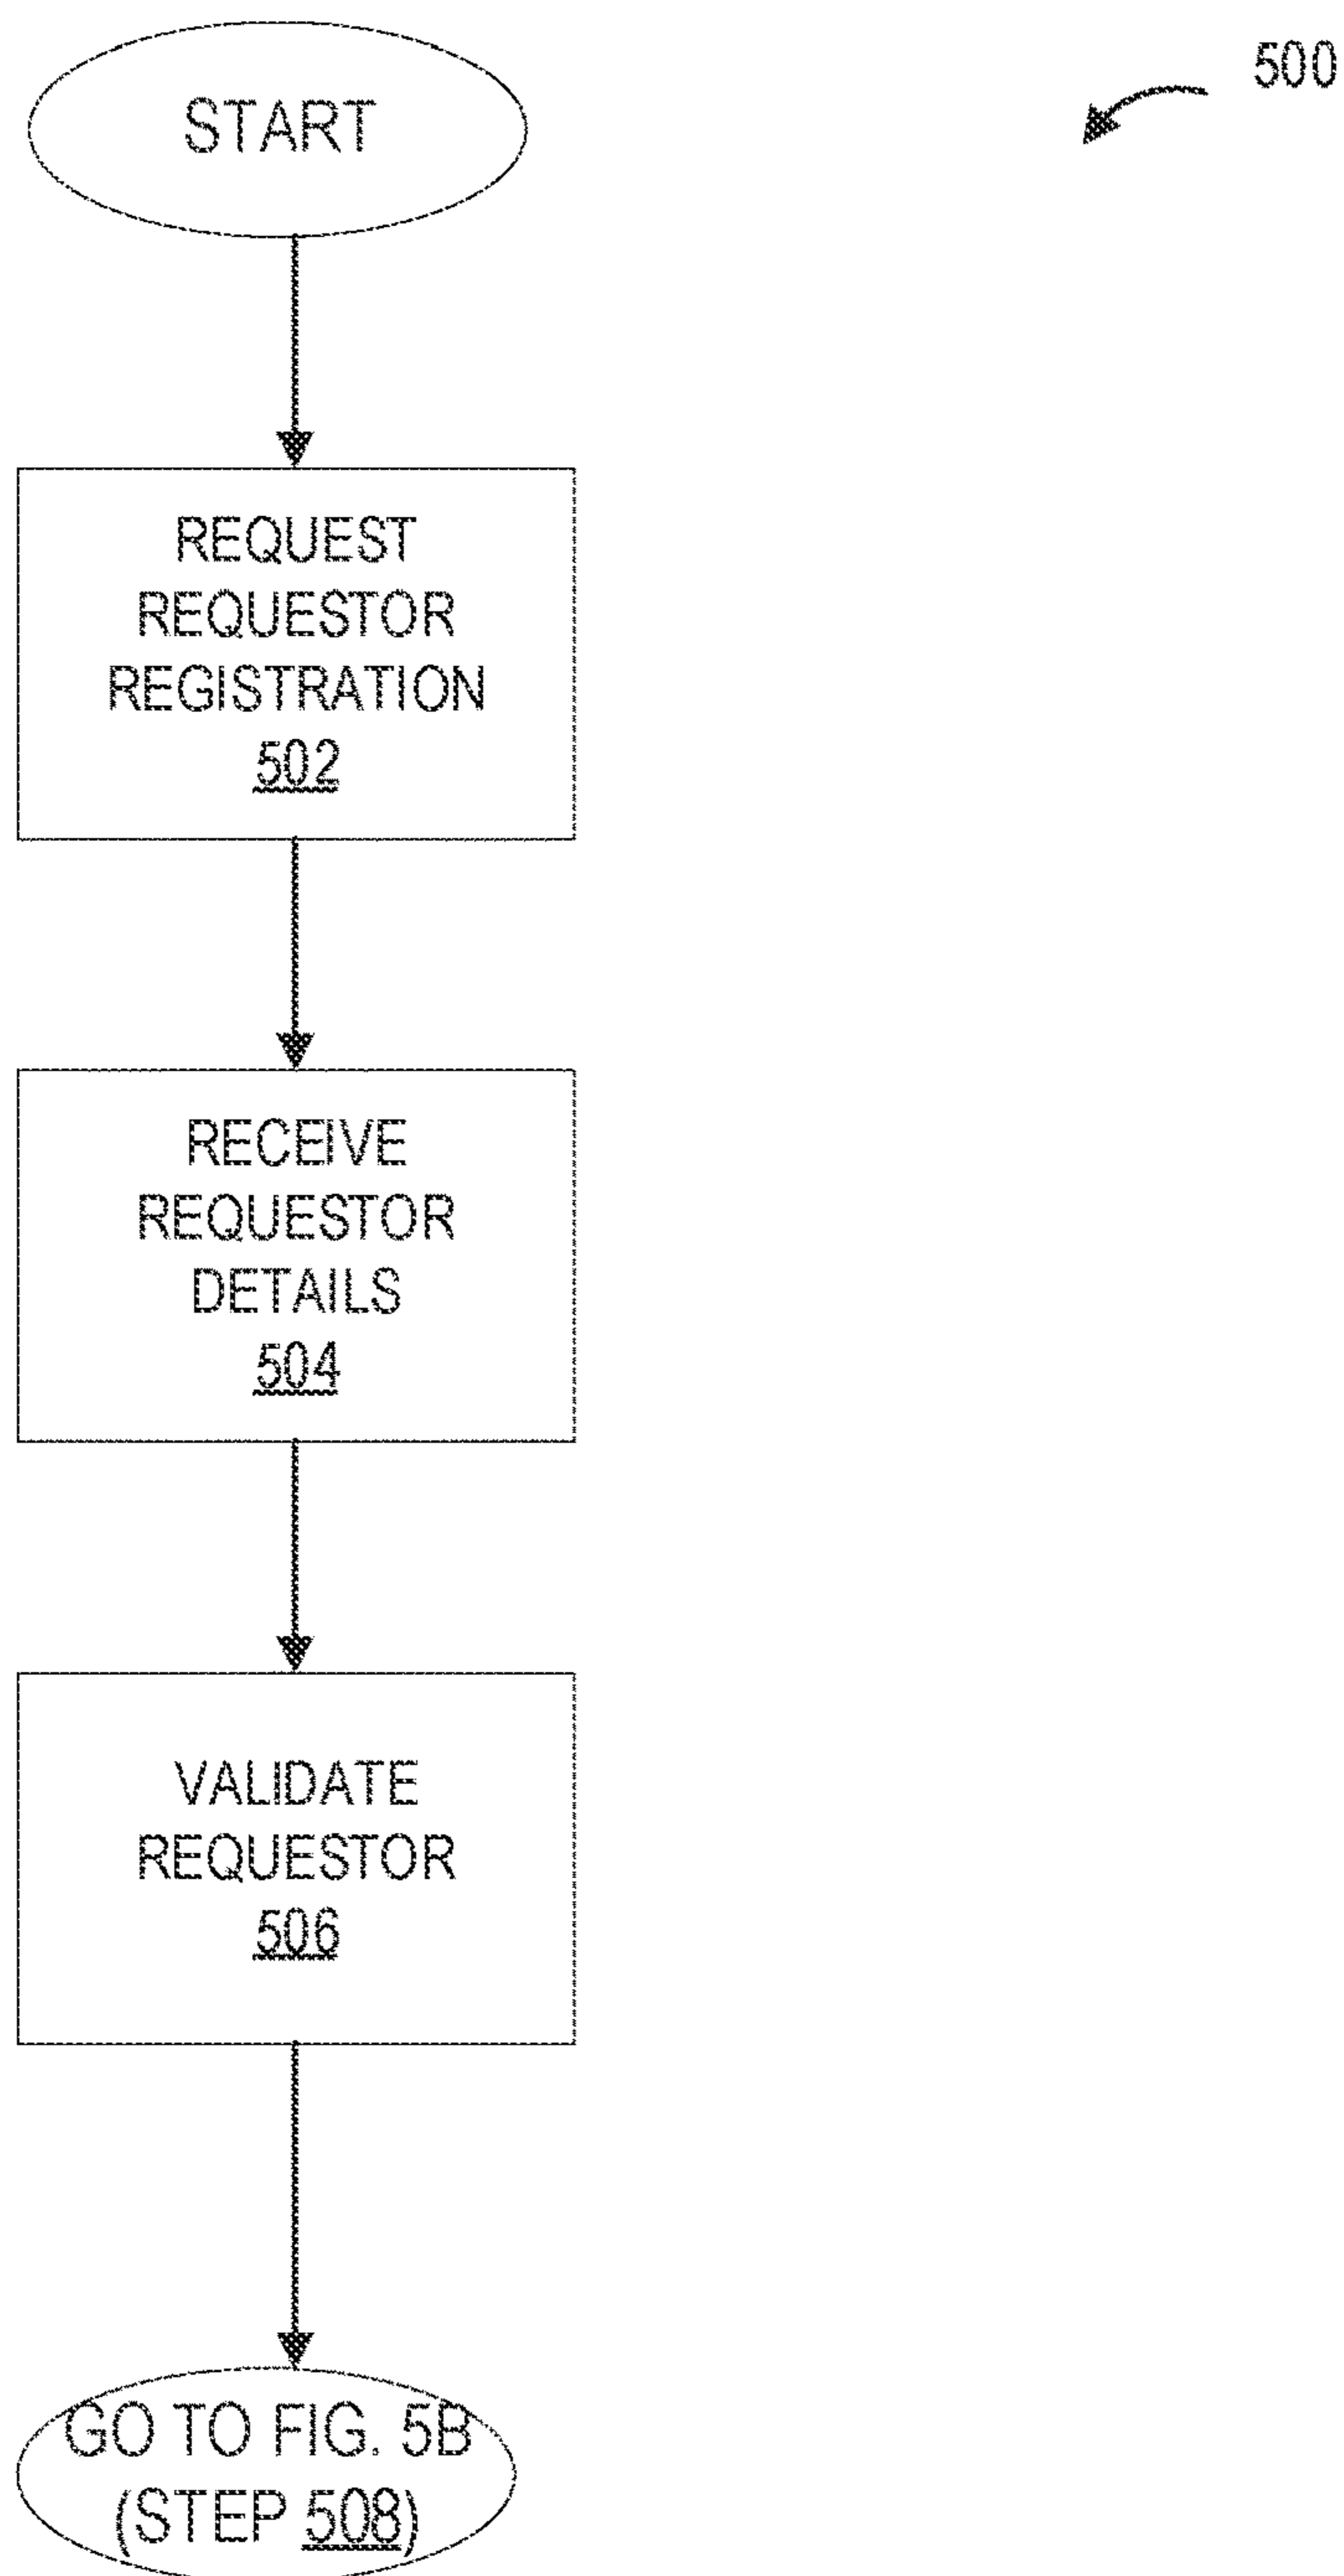 START
500
REQUEST
REQUESTOR
REGISTRATION
502
RECEIVE
REQUESTOR
DETAILS
504
VALIDATE
REQUESTOR
506
GO TO FIG. 5B
(STEP 508)